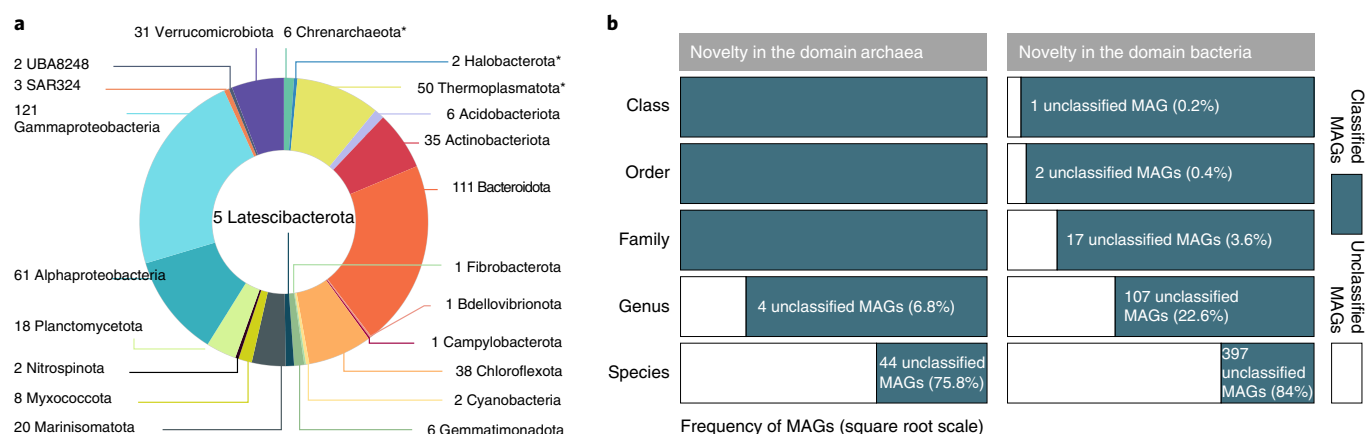 a
31 Verrucomicrobiota
6 Chrenarchaeota*
2 UBA8248
2 Halobacterota*
3 SAR324
50 Thermoplasmatota*
121
Gammaproteobacteria
6 Acidobacteriota
35 Actinobacteriota
111 Bacteroidota
5 Latescibacterota
61 Alphaproteobacteria
1 Fibrobacterota
1 Bdellovibrionota
18 Planctomycetota
1 Campylobacterota
2 Nitrospinota
38 Chloroflexota
8 Myxococcota
2 Cyanobacteria
20 Marinisomatota
6 Gemmatimonadota
b
Novelty in the domain archaea
Novelty in the domain bacteria
Class
1 unclassified MAG (0.2%)
Order
2 unclassified MAGs (0.4%)
Family
17 unclassified MAGs (3.6%)
Genus
4 unclassified MAGs (6.8%)
107 unclassified
MAGs (22.6%)
Species
44 unclassified
MAGs (75.8%)
397
unclassified
MAGs (84%)
Frequency of MAGs (square root scale)
Classified
MAGs
Unclassified
MAGs